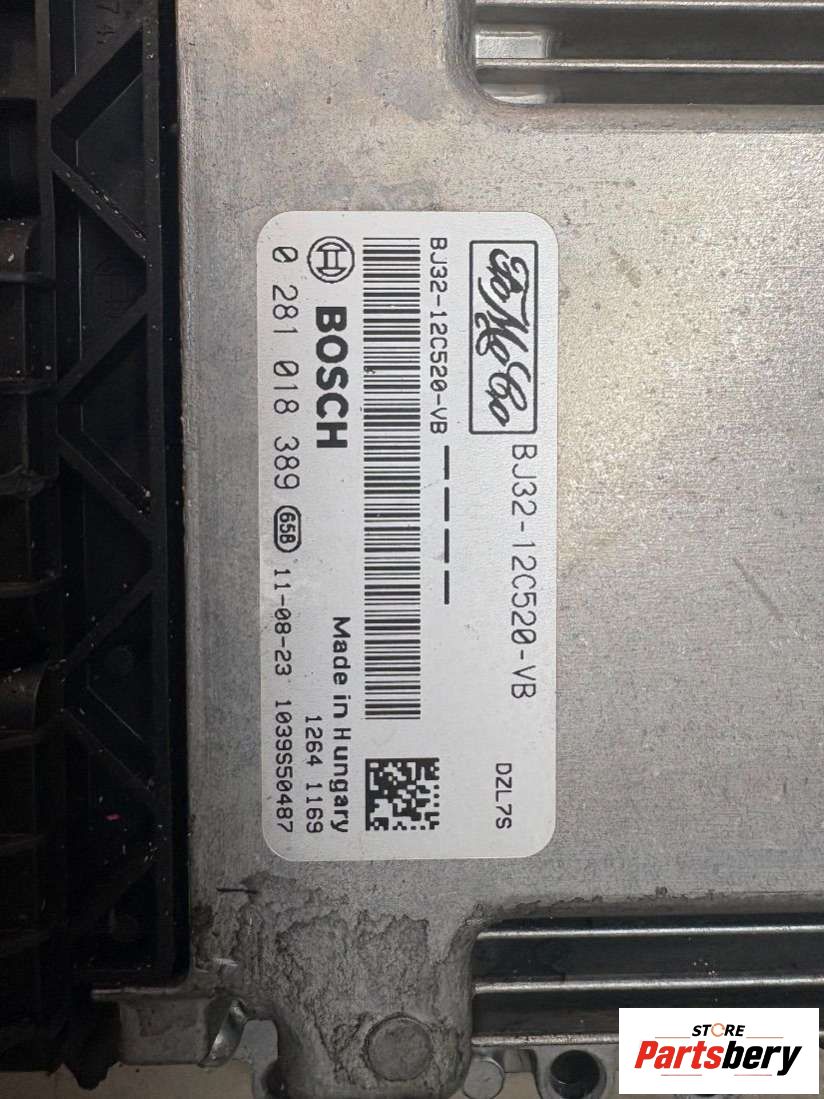 FoMoCo BJ32-12C520-VB DZL7S
BJ32-12C520-VB
BOSCH Made in Hungary
1264 1169
0 281 018 389 65B 11-08-23 1039S50487
STORE
Partsbery